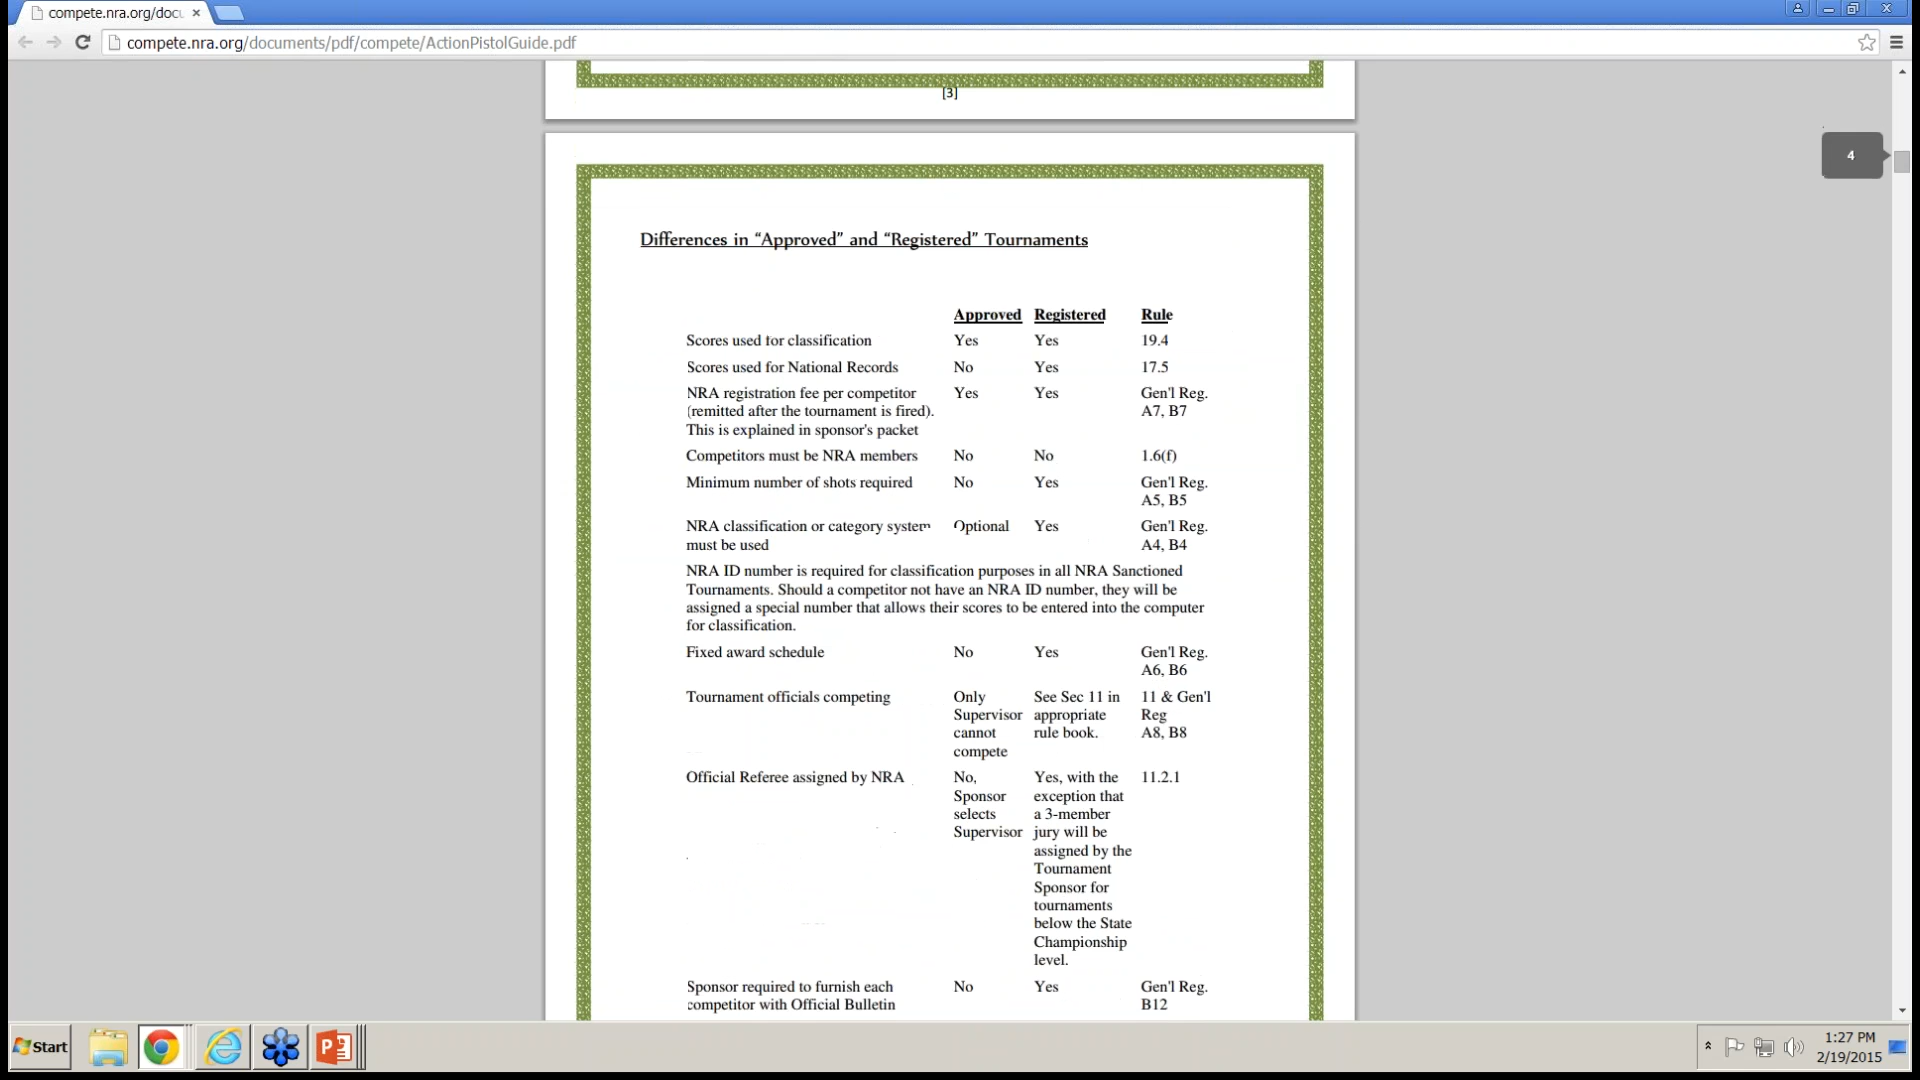 compete.nra.org/docu
compete.nra.org/documents/pdf/compete/ActionPistolGuide.pdf
[3]
4
Differences in “Approved” and “Registered” Tournaments
Approved Registered Rule
Scores used for classification Yes Yes 19.4
Scores used for National Records No Yes 17.5
NRA registration fee per competitor Yes Yes Gen'l Reg.
(remitted after the tournament is fired). A7, B7
This is explained in sponsor's packet
Competitors must be NRA members No No 1.6(f)
Minimum number of shots required No Yes Gen'l Reg.
A5, B5
NRA classification or category system Optional Yes Gen'l Reg.
must be used A4, B4
NRA ID number is required for classification purposes in all NRA Sanctioned
Tournaments. Should a competitor not have an NRA ID number, they will be
assigned a special number that allows their scores to be entered into the computer
for classification.
Fixed award schedule No Yes Gen'l Reg.
A6, B6
Tournament officials competing Only See Sec 11 in 11 & Gen'l
Supervisor appropriate Reg
cannot rule book. A8, B8
compete
Official Referee assigned by NRA No, Yes, with the 11.2.1
Sponsor exception that
selects a 3-member
Supervisor jury will be
assigned by the
Tournament
Sponsor for
tournaments
below the State
Championship
level.
Sponsor required to furnish each No Yes Gen'l Reg.
competitor with Official Bulletin B12
Start
1:27 PM
2/19/2015